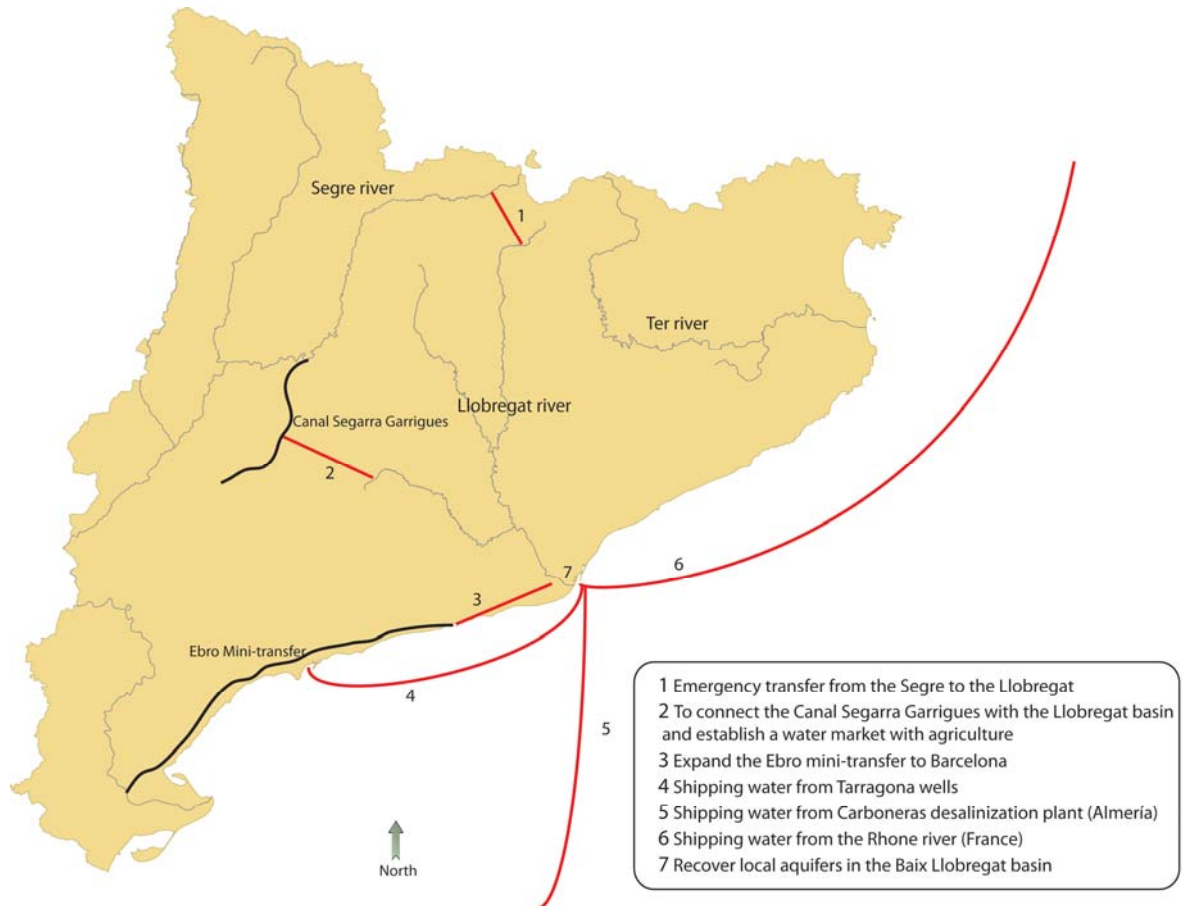 Segre river
1
Ter river
Llobregat river
Canal Segarra Garrigues
2
7
6
3
Ebro Mini-transfer
4
5
North
1 Emergency transfer from the Segre to the Llobregat
2 To connect the Canal Segarra Garrigues with the Llobregat basin
and establish a water market with agriculture
3 Expand the Ebro mini-transfer to Barcelona
4 Shipping water from Tarragona wells
5 Shipping water from Carboneras desalinization plant (Almería)
6 Shipping water from the Rhone river (France)
7 Recover local aquifers in the Baix Llobregat basin